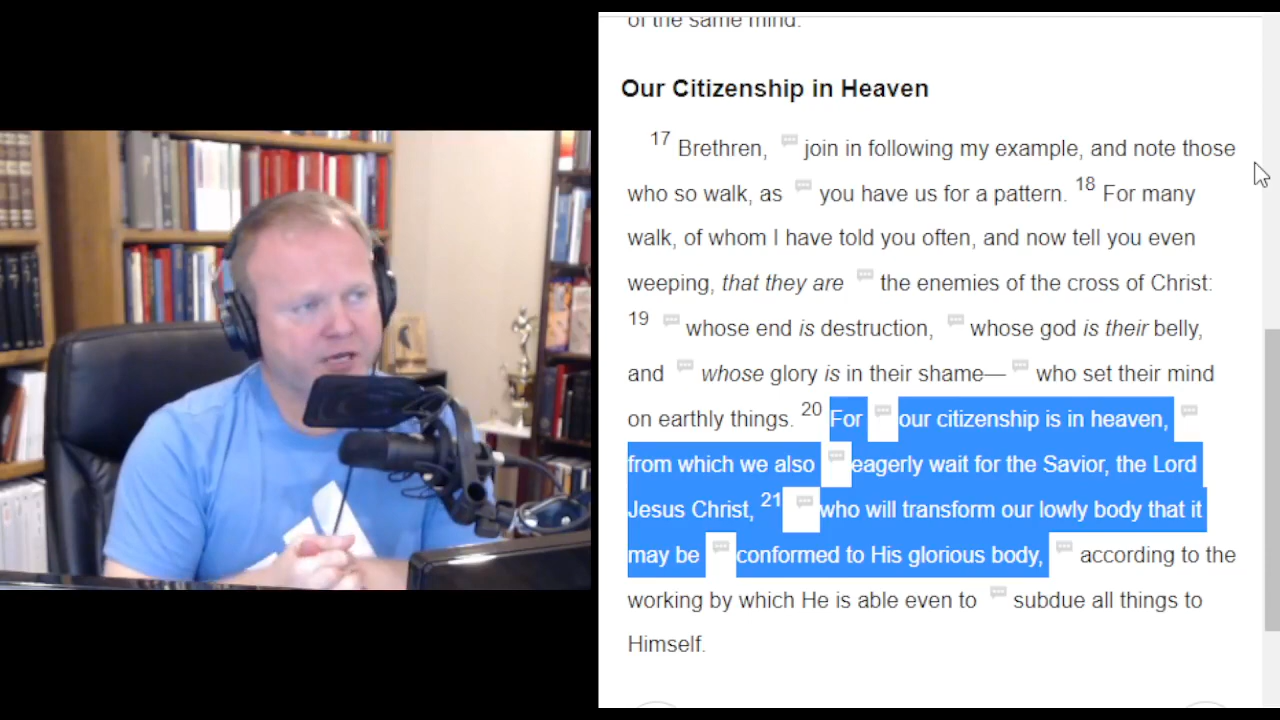 of the same mind.
Our Citizenship in Heaven
17 Brethren, join in following my example, and note those
who so walk, as you have us for a pattern. 18 For many
walk, of whom I have told you often, and now tell you even
weeping, that they are the enemies of the cross of Christ:
19 whose end is destruction, whose god is their belly,
and whose glory is in their shame— who set their mind
on earthly things. 20 For our citizenship is in heaven,
from which we also eagerly wait for the Savior, the Lord
Jesus Christ, 21 who will transform our lowly body that it
may be conformed to His glorious body, according to the
working by which He is able even to subdue all things to
Himself.